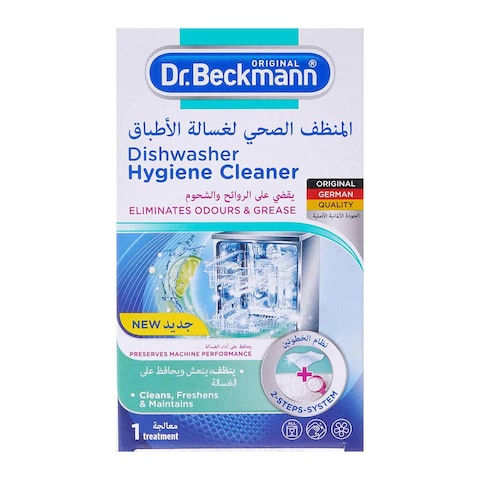 ORIGINAL
Dr.Beckmann®
المنظف الصحي لغسالة الأطباق
Dishwasher
Hygiene Cleaner
يقضي على الروائح والشحوم
ELIMINATES ODOURS & GREASE
ORIGINAL
GERMAN
QUALITY
الجودة الألمانية الأصلية
NEW جديد
يحافظ على أداء الغسالة
PRESERVES MACHINE PERFORMANCE
• ينظف، ينعش ويحافظ على
الغسالة
• Cleans, Freshens
& Maintains
نظام الخطوتين
2-STEPS-SYSTEM
1 معالجة
treatment